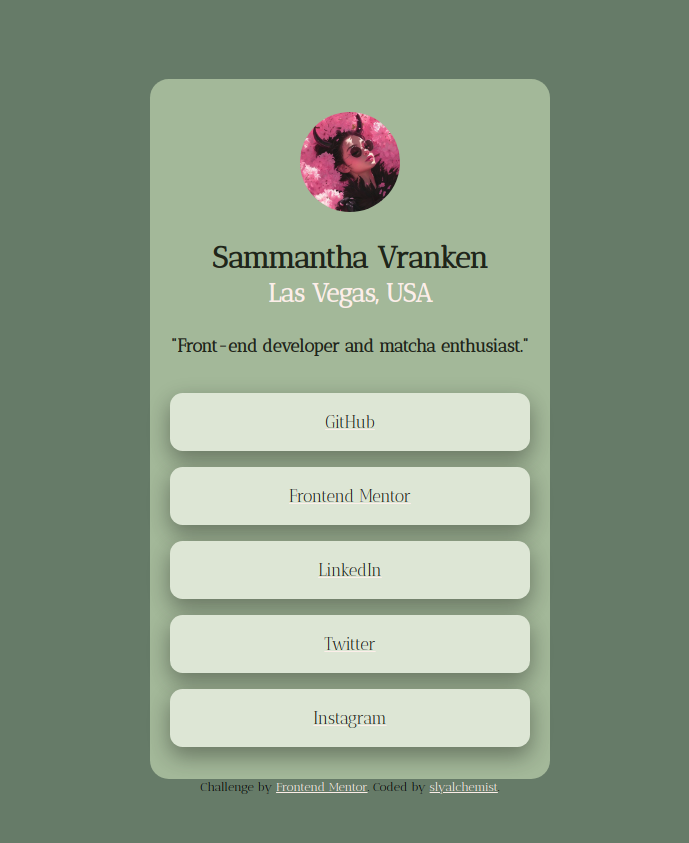 Sammantha Vranken
Las Vegas, USA
"Front-end developer and matcha enthusiast."
GitHub
Frontend Mentor
LinkedIn
Twitter
Instagram
Challenge by Frontend Mentor. Coded by slyalchemist.